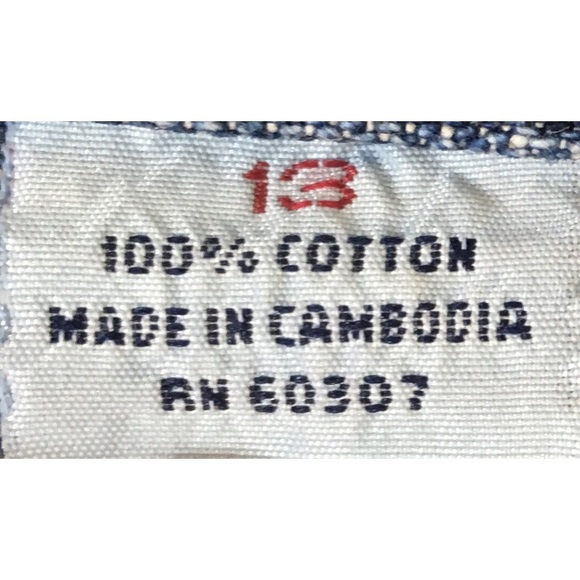 13
100% COTTON
MADE IN CAMBODIA
RN 60307